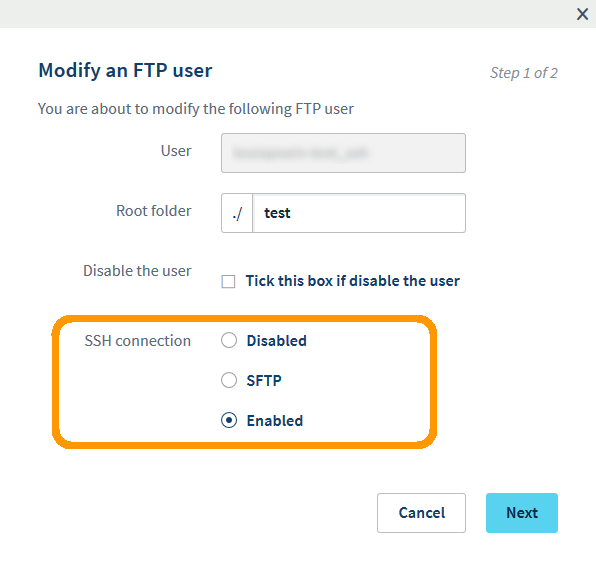 Modify an FTP user
Step 1 of 2
You are about to modify the following FTP user
User
Root folder
./ test
Disable the user
Tick this box if disable the user
SSH connection
Disabled
SFTP
Enabled
Cancel
Next